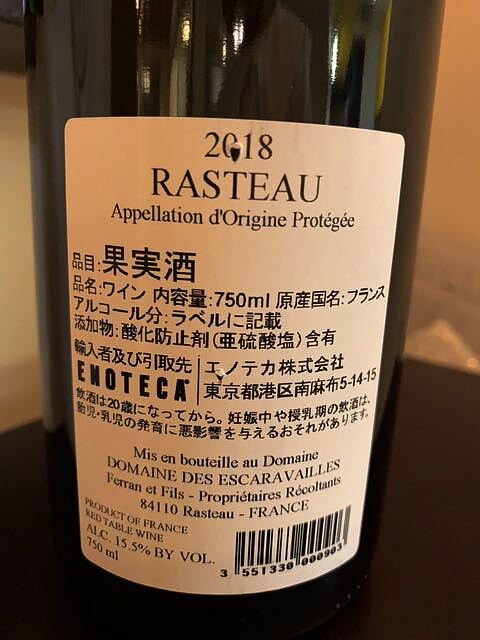 2018
RASTEAU
Appellation d'Origine Protégée
品目:果実酒
品名:ワイン 内容量:750ml 原産国名:フランス
アルコール分:ラベルに記載
添加物:酸化防止剤(亜硫酸塩)含有
輸入者及び引取先
ENOTECA
エノテカ株式会社
東京都港区南麻布5-14-15
飲酒は20歳になってから。妊娠中や授乳期の飲酒は、
胎児・乳児の発育に悪影響を与えるおそれがあります。
Mis en bouteille au Domaine
DOMAINE DES ESCARAVAILLES
Ferran et Fils - Propriétaires Récoltants
84110 Rasteau - FRANCE
PRODUCT OF FRANCE
RED TABLE WINE
ALC. 15.5% BY VOL.
750 ml
3 551330 000903